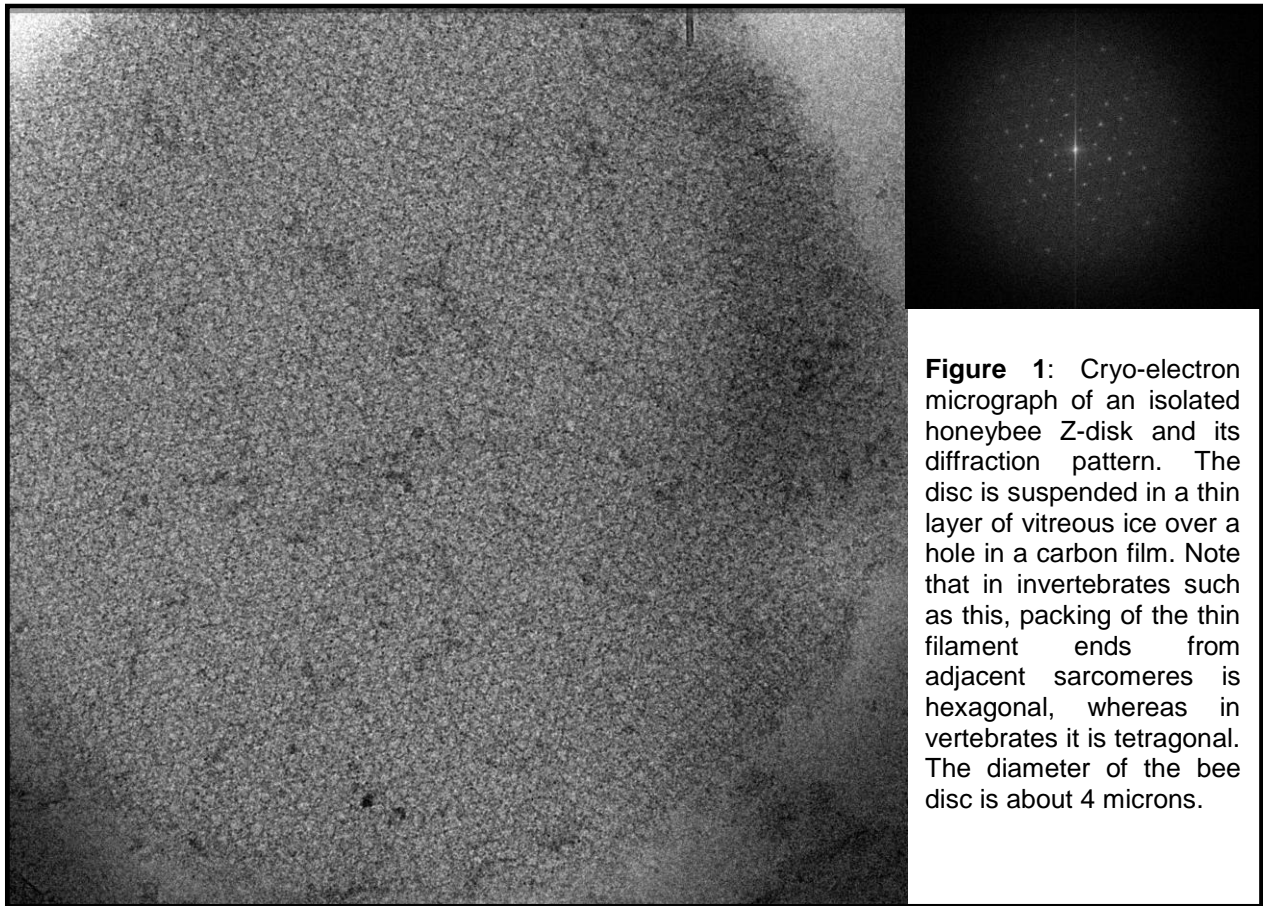 Figure 1: Cryo-electron
micrograph of an isolated
honeybee Z-disk and its
diffraction pattern. The
disc is suspended in a thin
layer of vitreous ice over a
hole in a carbon film. Note
that in invertebrates such
as this, packing of the thin
filament ends from
adjacent sarcomeres is
hexagonal, whereas in
vertebrates it is tetragonal.
The diameter of the bee
disc is about 4 microns.